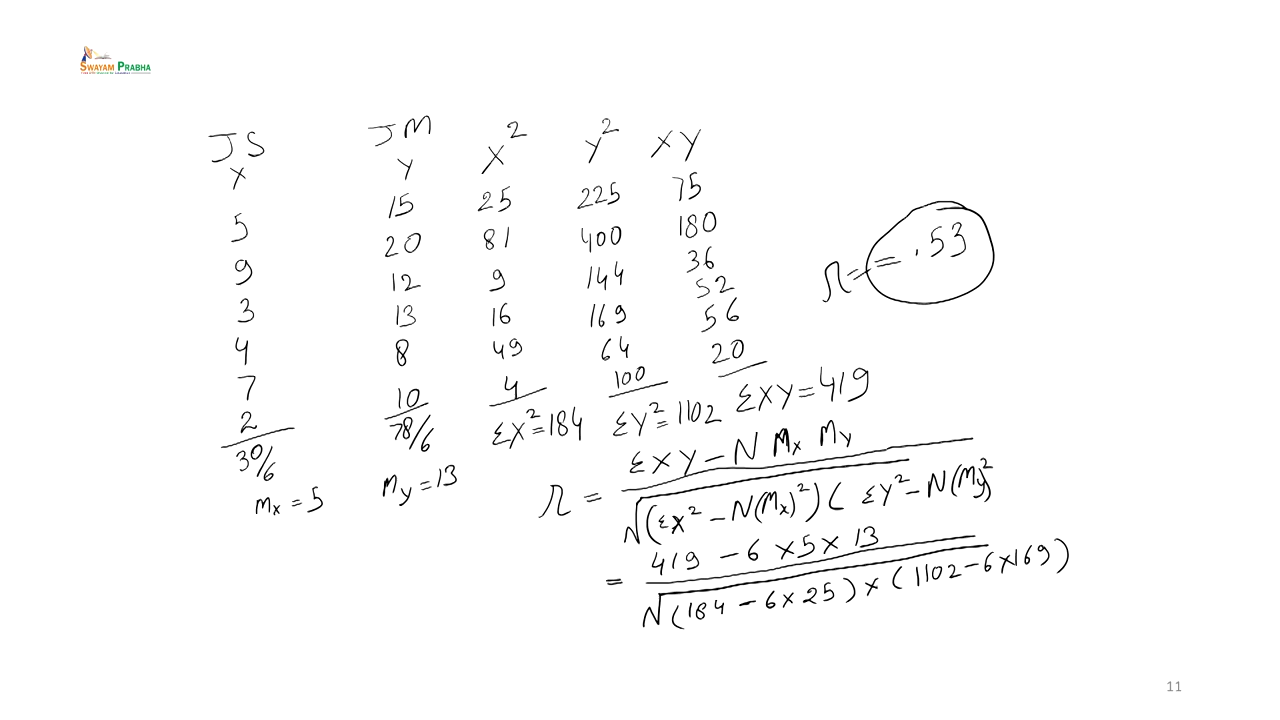 SWAYAM PRABHA
JS JM X² Y² XY
X Y
5 15 25 225 75
9 20 81 400 180
3 12 9 144 36
4 13 16 169 52
7 8 49 64 56
2 10 4 100 20
30/6 78/6 ΣX²=184 ΣY²=1102 ΣXY=419
Mx = 5 My = 13
r = = .53
r = ΣXY - N Mx My / √(ΣX² - N(Mx)²) ( ΣY² - N(My)²
= 419 - 6 × 5 × 13 / √(184 - 6×25) × (1102 - 6×169)
11